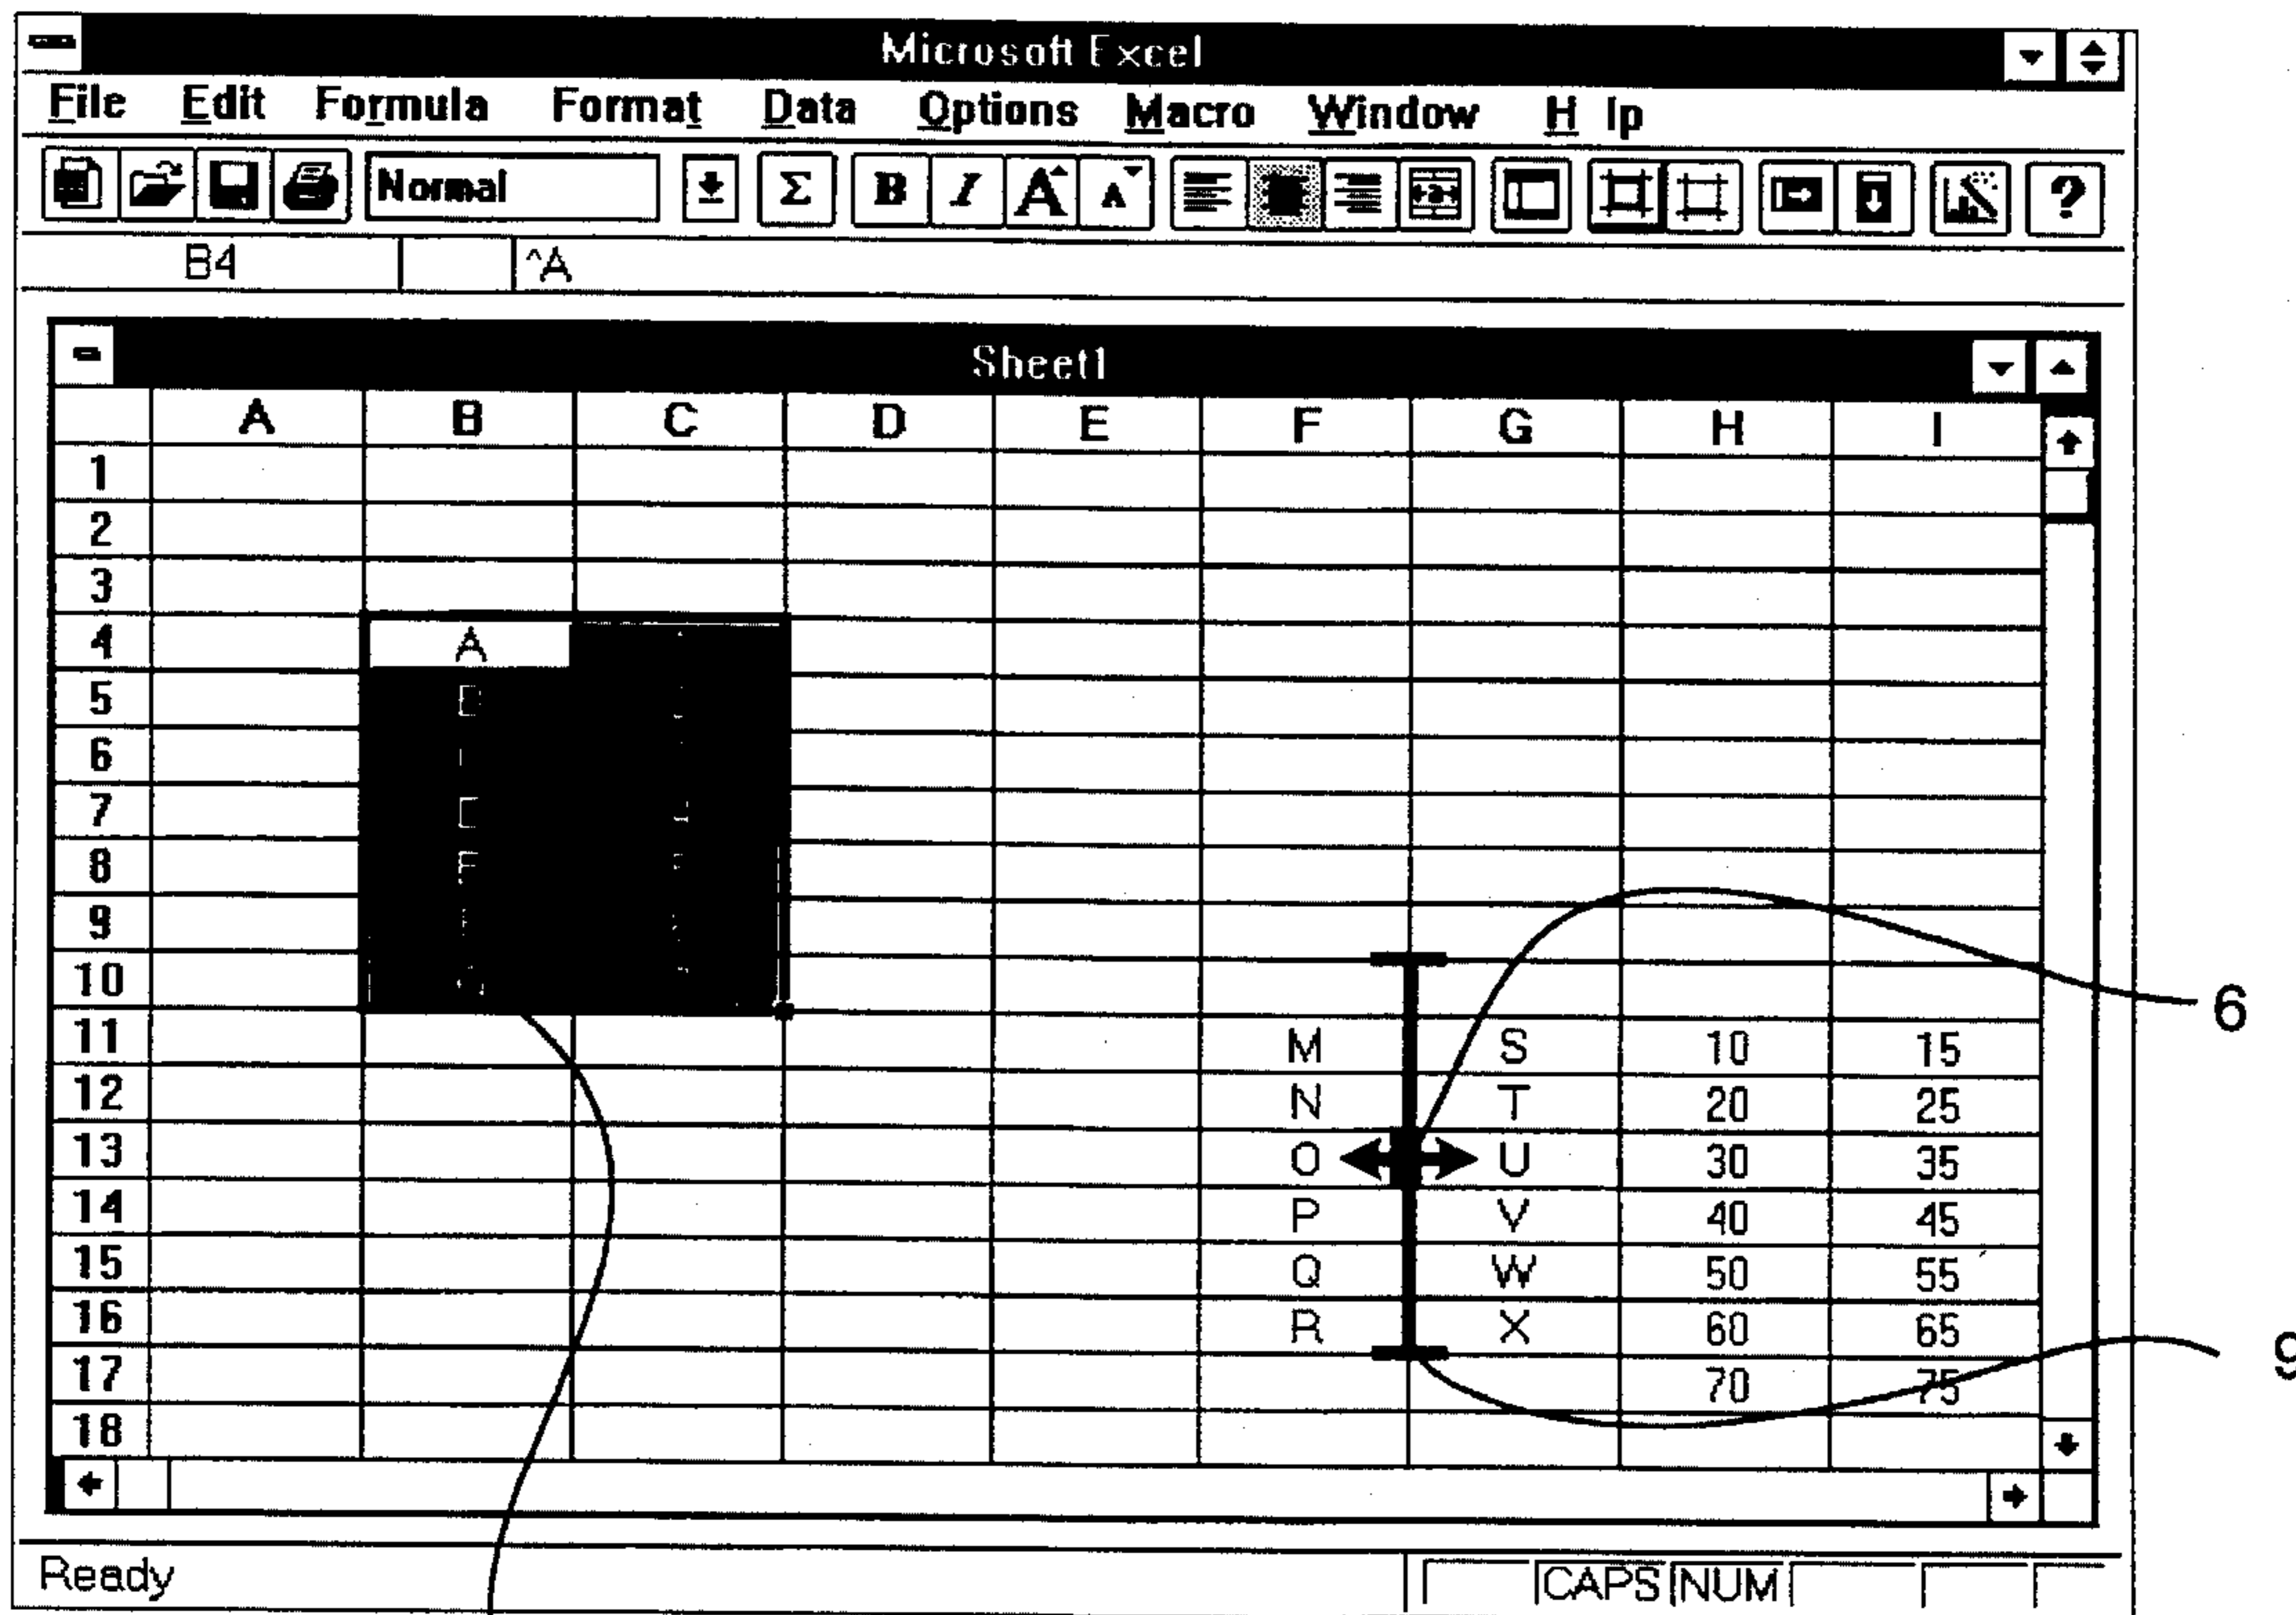 Microsoft Excel
File Edit Formula Format Data Options Macro Window H lp
Normal Σ B I A A ?
B4 ^A
Sheet1
A B C D E F G H I
1
2
3
4 A
5
6
7
8
9
10
6
11 M S 10 15
12 N T 20 25
13 O U 30 35
14 P V 40 45
15 Q W 50 55
16 R X 60 65
9
17 70 75
18
Ready CAPS NUM